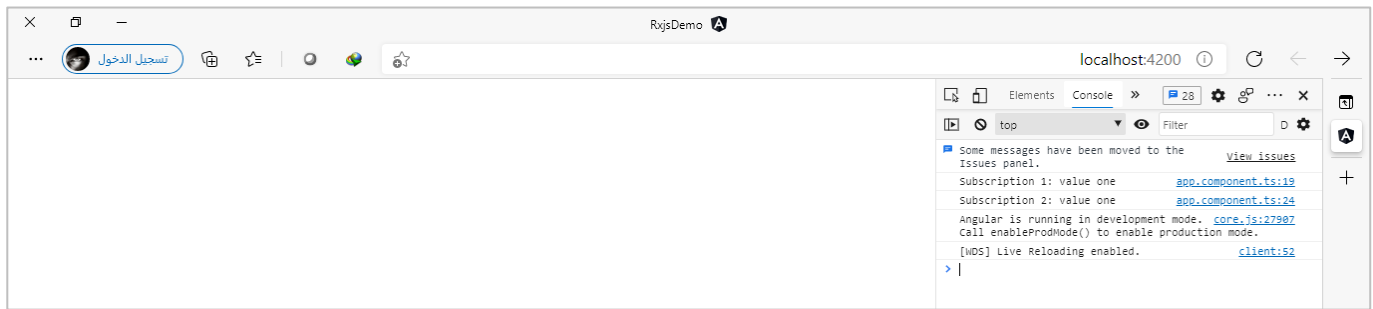 RxjsDemo
تسجيل الدخول
localhost:4200
Elements Console 28
top Filter D
Some messages have been moved to the Issues panel. View issues
Subscription 1: value one app.component.ts:19
Subscription 2: value one app.component.ts:24
Angular is running in development mode. core.js:27907
Call enableProdMode() to enable production mode.
[WDS] Live Reloading enabled. client:52